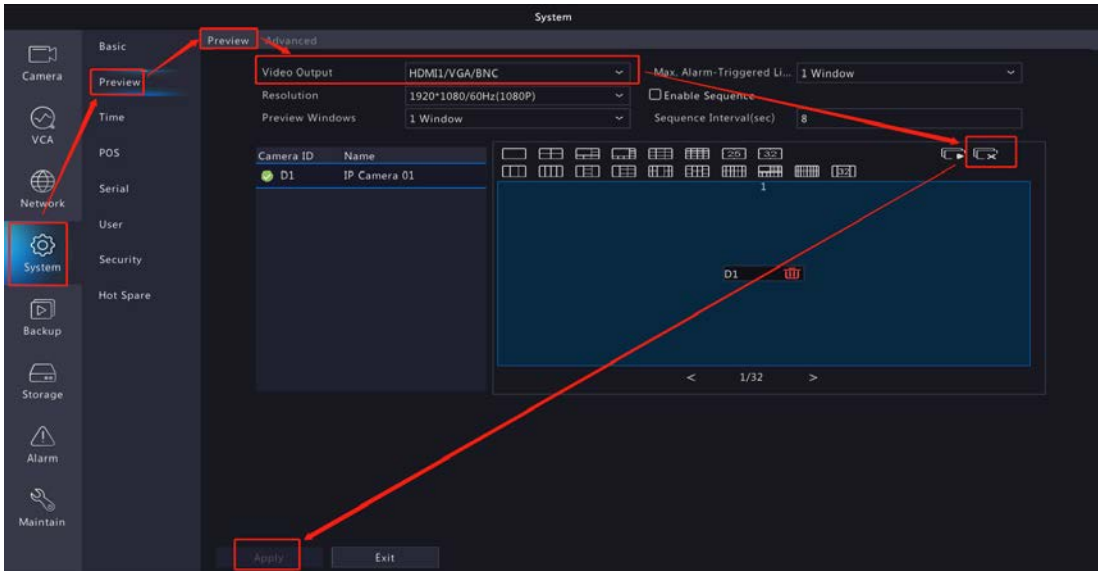 System
Camera
VCA
Network
System
Backup
Storage
Alarm
Maintain
Basic
Preview
Time
POS
Serial
User
Security
Hot Spare
Preview Advanced
Video Output HDMI1/VGA/BNC Max. Alarm-Triggered Li... 1 Window
Resolution 1920*1080/60Hz(1080P) Enable Sequence
Preview Windows 1 Window Sequence Interval(sec) 8
Camera ID Name
D1 IP Camera 01
25 32
32
1
D1
< 1/32 >
Apply Exit